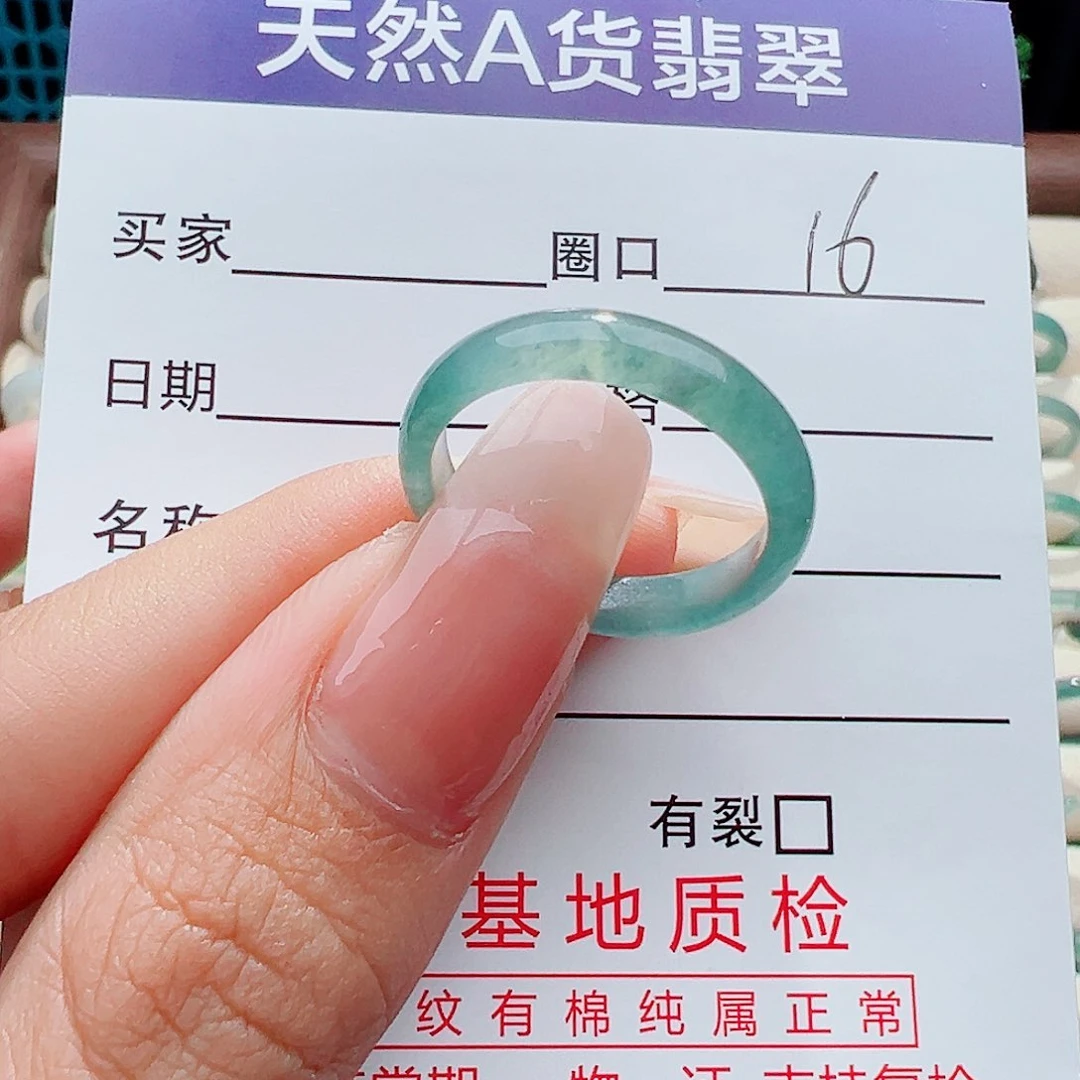 天然A货翡翠
买家 圈口 16
日期
名称
有裂□
基地质检
纹有棉纯属正常